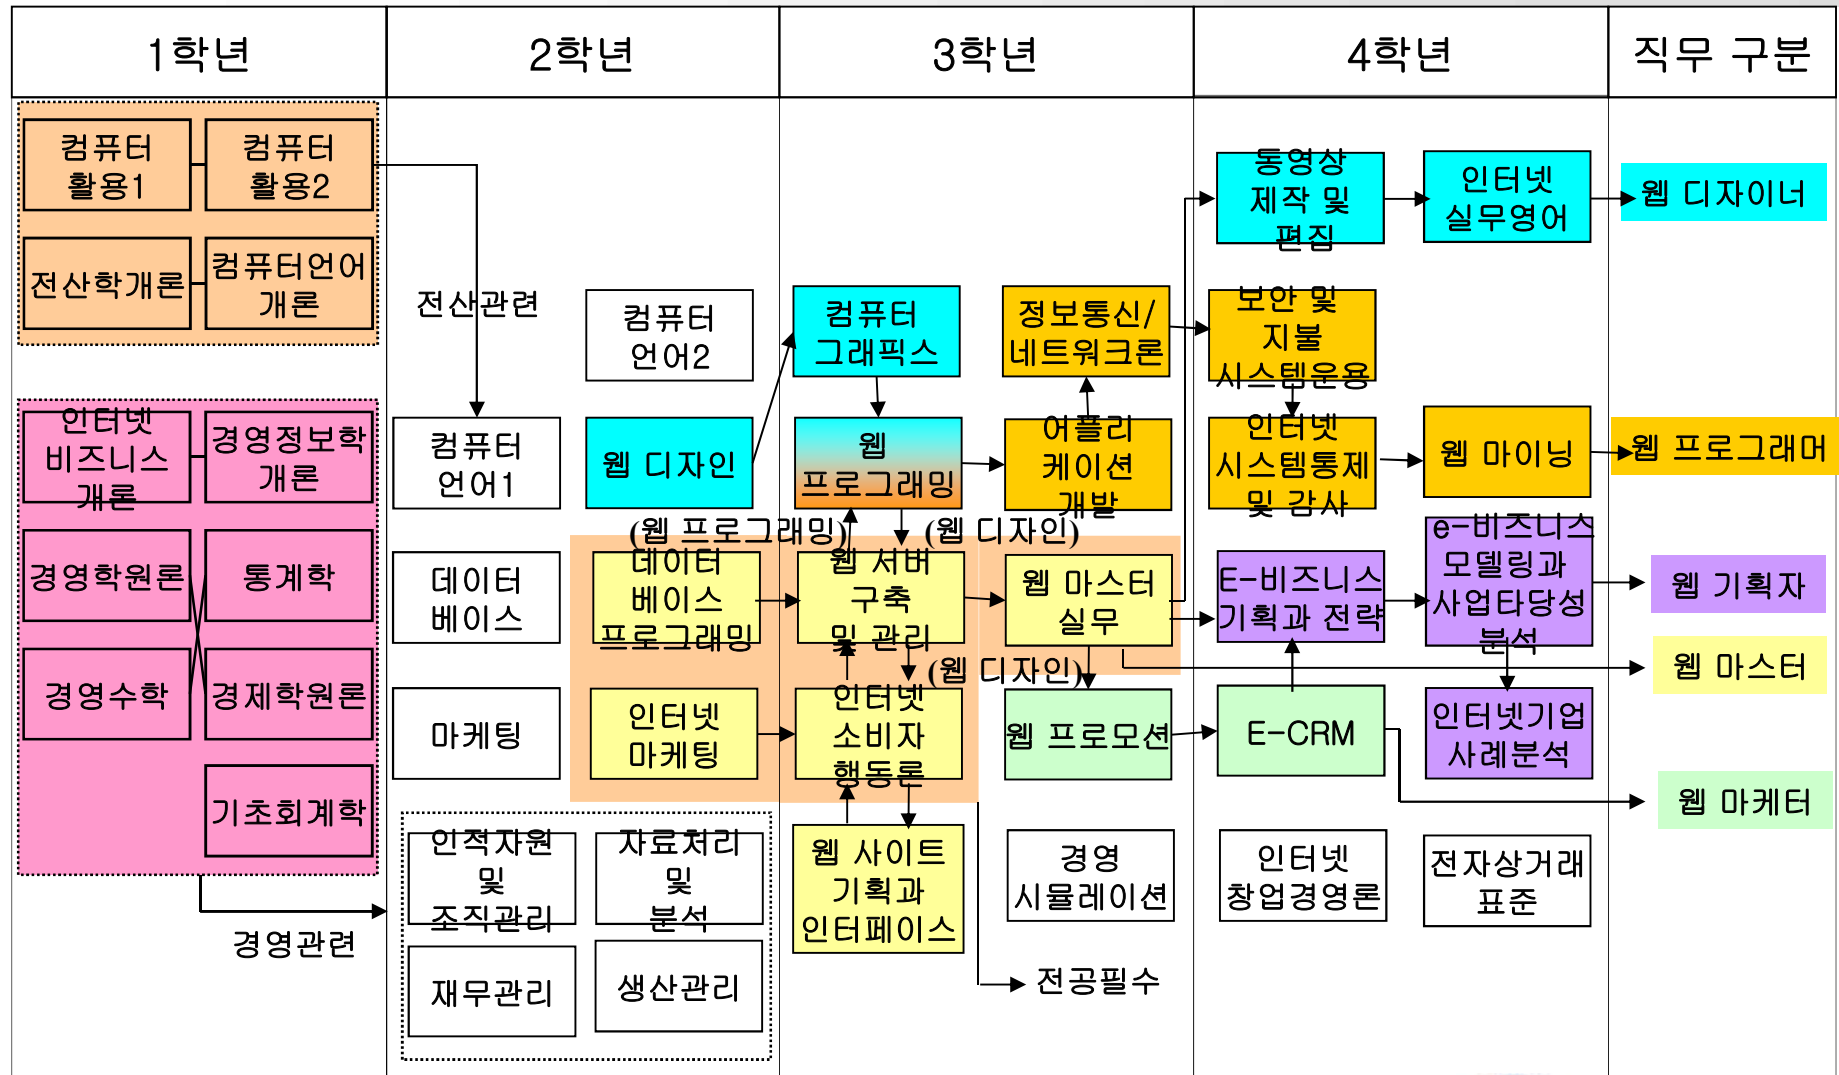 1학년
2학년
3학년
4학년
직무 구분
컴퓨터
활용1
컴퓨터
활용2
전산학개론
컴퓨터언어
개론
인터넷
비즈니스
개론
경영정보학
개론
경영학원론
통계학
경영수학
경제학원론
기초회계학
경영관련
전산관련
컴퓨터
언어2
컴퓨터
언어1
웹 디자인
(웹 프로그래밍)
데이터
베이스
데이터
베이스
프로그래밍
마케팅
인터넷
마케팅
인적자원
및
조직관리
자료처리
및
분석
재무관리
생산관리
컴퓨터
그래픽스
정보통신/
네트워크론
웹
프로그래밍
어플리
케이션
개발
(웹 디자인)
웹 서버
구축
및 관리
웹 마스터
실무
(웹 디자인)
인터넷
소비자
행동론
웹 프로모션
웹 사이트
기획과
인터페이스
경영
시뮬레이션
전공필수
동영상
제작 및
편집
인터넷
실무영어
보안 및
지불
시스템운용
인터넷
시스템통제
및 감사
웹 마이닝
E-비즈니스
기획과 전략
e-비즈니스
모델링과
사업타당성
분석
E-CRM
인터넷기업
사례분석
인터넷
창업경영론
전자상거래
표준
웹 디자이너
웹 프로그래머
웹 기획자
웹 마스터
웹 마케터